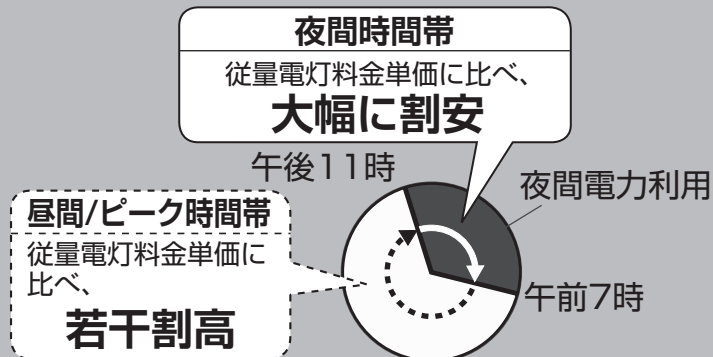 夜間時間帯
従量電灯料金単価に比べ、
大幅に割安
午後11時
夜間電力利用
昼間/ピーク時間帯
従量電灯料金単価に
比べ、
若干割高
午前7時